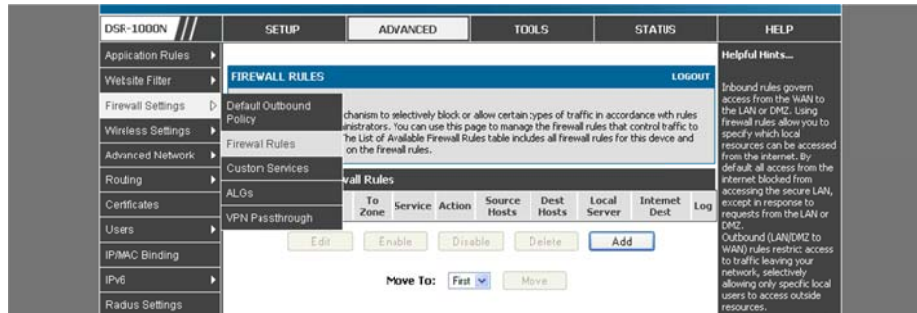 DSR-1000N
SETUP
ADVANCED
TOOLS
STATUS
HELP
Application Rules
Website Filter
Firewall Settings
Wireless Settings
Advanced Network
Routing
Certificates
Users
IP/MAC Binding
IPv6
Radius Settings
Default Outbound
Policy
Firewall Rules
Custom Services
ALGs
VPN Passthrough
FIREWALL RULES
LOGOUT
chanism to selectively block or allow certain types of traffic in accordance with rules
inistrators. You can use this page to manage the firewall rules that control traffic to
The List of Available Firewall Rules table includes all firewall rules for this device and
on the firewall rules.
vall Rules
To
Zone
Service
Action
Source
Hosts
Dest
Hosts
Local
Server
Internet
Dest
Log
Edit
Enable
Disable
Delete
Add
Move To:
First
Move
Helpful Hints...
Inbound rules govern
access from the WAN to
the LAN or DMZ. Using
firewall rules allow you to
specify which local
resources can be accessed
from the internet. By
default all access from the
internet blocked from
accessing the secure LAN,
except in response to
requests from the LAN or
DMZ.
Outbound (LAN/DMZ to
WAN) rules restrict access
to traffic leaving your
network, selectively
allowing only specific local
users to access outside
resources.